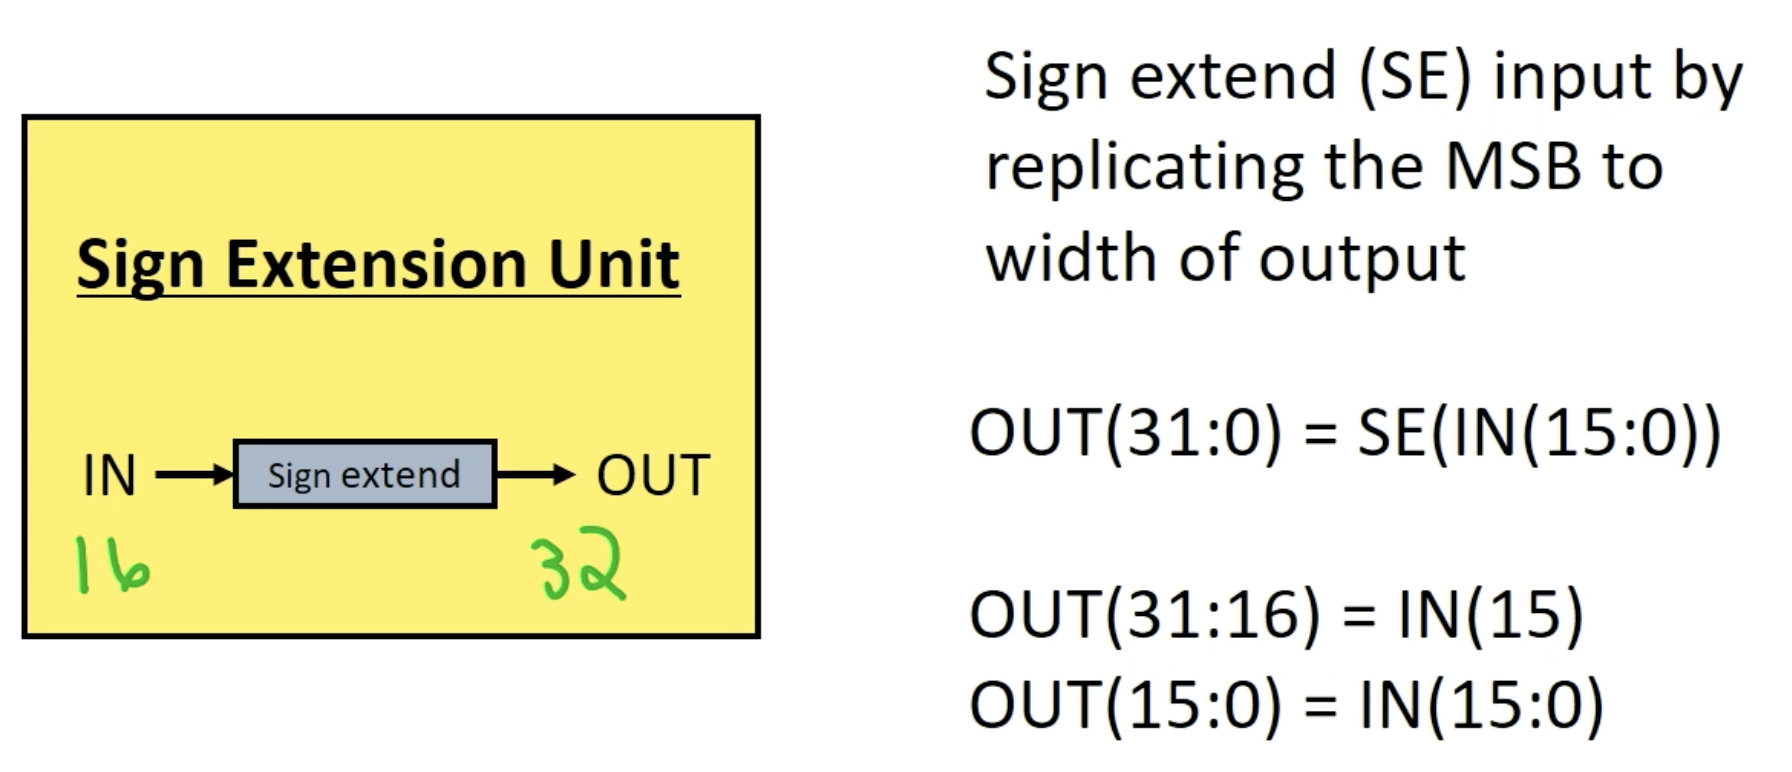 Sign Extension Unit
IN Sign extend OUT
16 32
Sign extend (SE) input by
replicating the MSB to
width of output
OUT(31:0) = SE(IN(15:0))
OUT(31:16) = IN(15)
OUT(15:0) = IN(15:0)